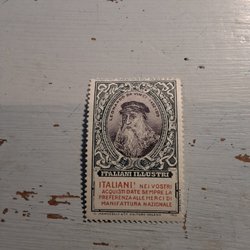 ITALIANI ILLUSTRI
ITALIANI! NEI VOSTRI
ACQUISTI DATE SEMPRE LA
PREFERENZA ALLE MERCI DI
MANIFATTURA NAZIONALE